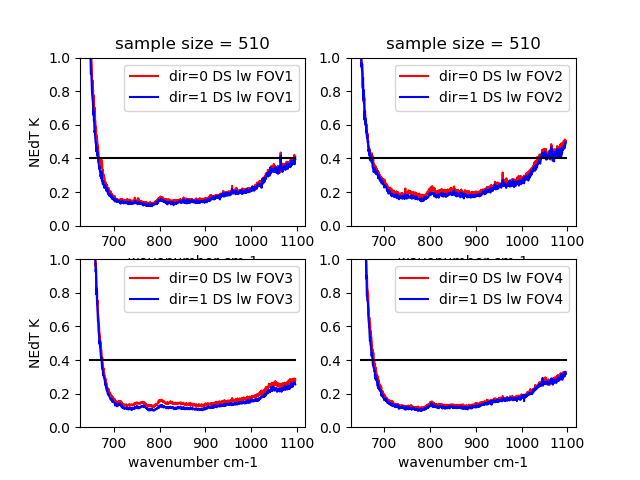 sample size = 510
sample size = 510
NEdT K
1.0
0.8
0.6
0.4
0.2
0.0
dir=0 DS lw FOV1
dir=1 DS lw FOV1
700 800 900 1000 1100
wavenumber cm-1
1.0
0.8
0.6
0.4
0.2
0.0
dir=0 DS lw FOV2
dir=1 DS lw FOV2
700 800 900 1000 1100
wavenumber cm-1
NEdT K
1.0
0.8
0.6
0.4
0.2
0.0
dir=0 DS lw FOV3
dir=1 DS lw FOV3
700 800 900 1000 1100
wavenumber cm-1
1.0
0.8
0.6
0.4
0.2
0.0
dir=0 DS lw FOV4
dir=1 DS lw FOV4
700 800 900 1000 1100
wavenumber cm-1